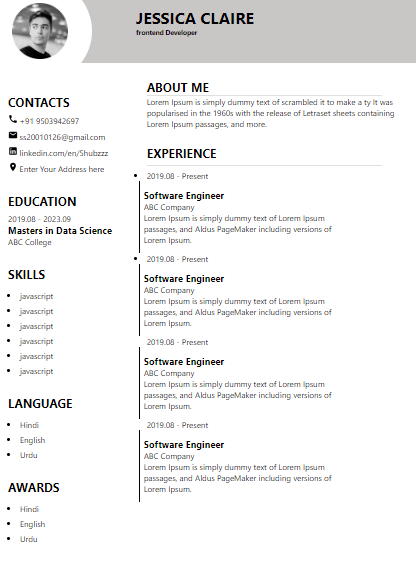 JESSICA CLAIRE
frontend Developer
CONTACTS
+91 9503942697
ss20010126@gmail.com
linkedin.com/en/Shubzzz
Enter Your Address here
EDUCATION
2019.08 - 2023.09
Masters in Data Science
ABC College
SKILLS
javascript
javascript
javascript
javascript
javascript
javascript
LANGUAGE
Hindi
English
Urdu
AWARDS
Hindi
English
Urdu
ABOUT ME
Lorem Ipsum is simply dummy text of scrambled it to make a ty It was
popularised in the 1960s with the release of Letraset sheets containing
Lorem Ipsum passages, and more.
EXPERIENCE
2019.08 - Present
Software Engineer
ABC Company
Lorem Ipsum is simply dummy text of Lorem Ipsum
passages, and Aldus PageMaker including versions of
Lorem Ipsum.
2019.08 - Present
Software Engineer
ABC Company
Lorem Ipsum is simply dummy text of Lorem Ipsum
passages, and Aldus PageMaker including versions of
Lorem Ipsum.
2019.08 - Present
Software Engineer
ABC Company
Lorem Ipsum is simply dummy text of Lorem Ipsum
passages, and Aldus PageMaker including versions of
Lorem Ipsum.
2019.08 - Present
Software Engineer
ABC Company
Lorem Ipsum is simply dummy text of Lorem Ipsum
passages, and Aldus PageMaker including versions of
Lorem Ipsum.